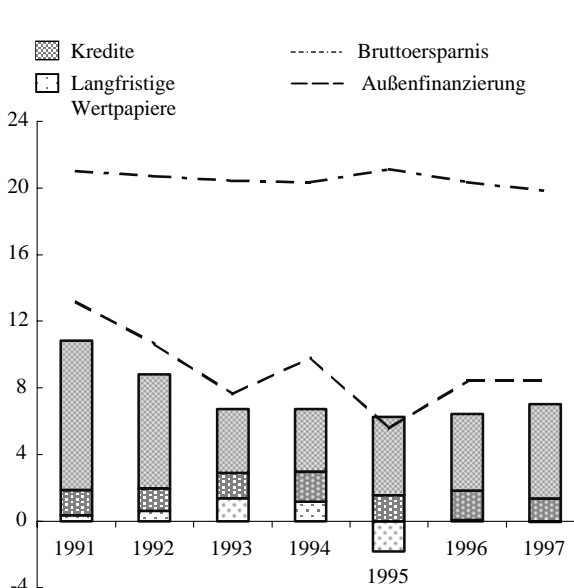 Kredite
Bruttoersparnis
Langfristige
Wertpapiere
Außenfinanzierung
24
20
16
12
8
4
0
1991 1992 1993 1994 1996 1997
1995
-4